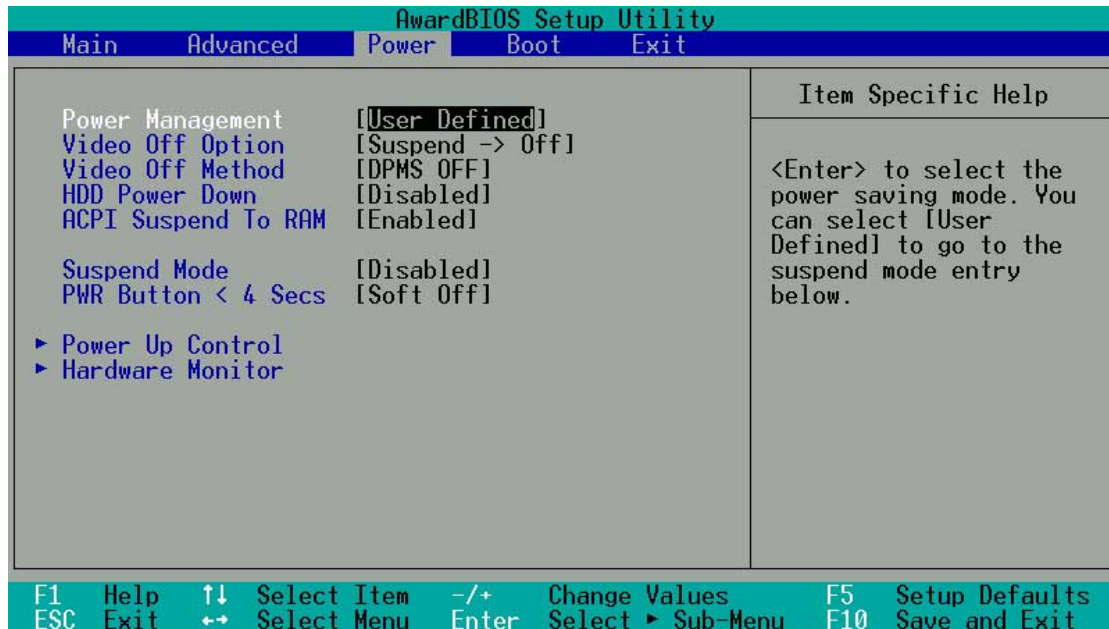 AwardBIOS Setup Utility
Main Advanced Power Boot Exit
Power Management [User Defined]
Video Off Option [Suspend -> Off]
Video Off Method [DPMS OFF]
HDD Power Down [Disabled]
ACPI Suspend To RAM [Enabled]
Suspend Mode [Disabled]
PWR Button < 4 Secs [Soft Off]
► Power Up Control
► Hardware Monitor
Item Specific Help
<Enter> to select the
power saving mode. You
can select [User
Defined] to go to the
suspend mode entry
below.
F1 Help ↑↓ Select Item -/+ Change Values F5 Setup Defaults
ESC Exit ←→ Select Menu Enter Select ► Sub-Menu F10 Save and Exit